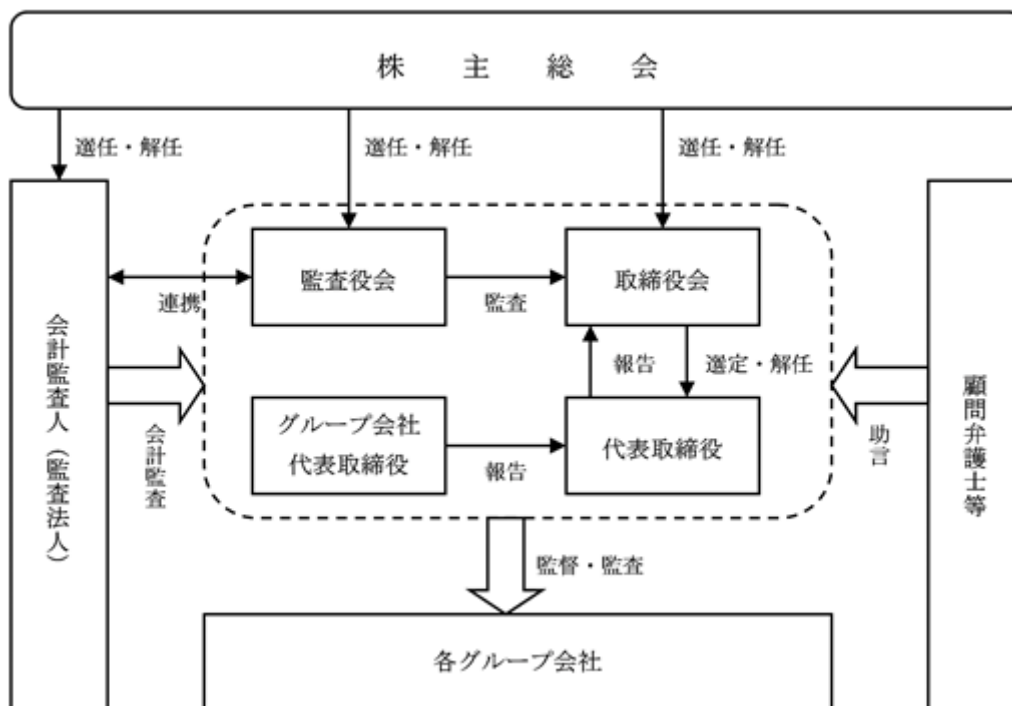 株主総会
選任・解任
選任・解任
選任・解任
監査役会
取締役会
連携
監査
会計監査人（監査法人）
報告
選定・解任
顧問弁護士等
会計監査
グループ会社
代表取締役
報告
代表取締役
助言
監督・監査
各グループ会社